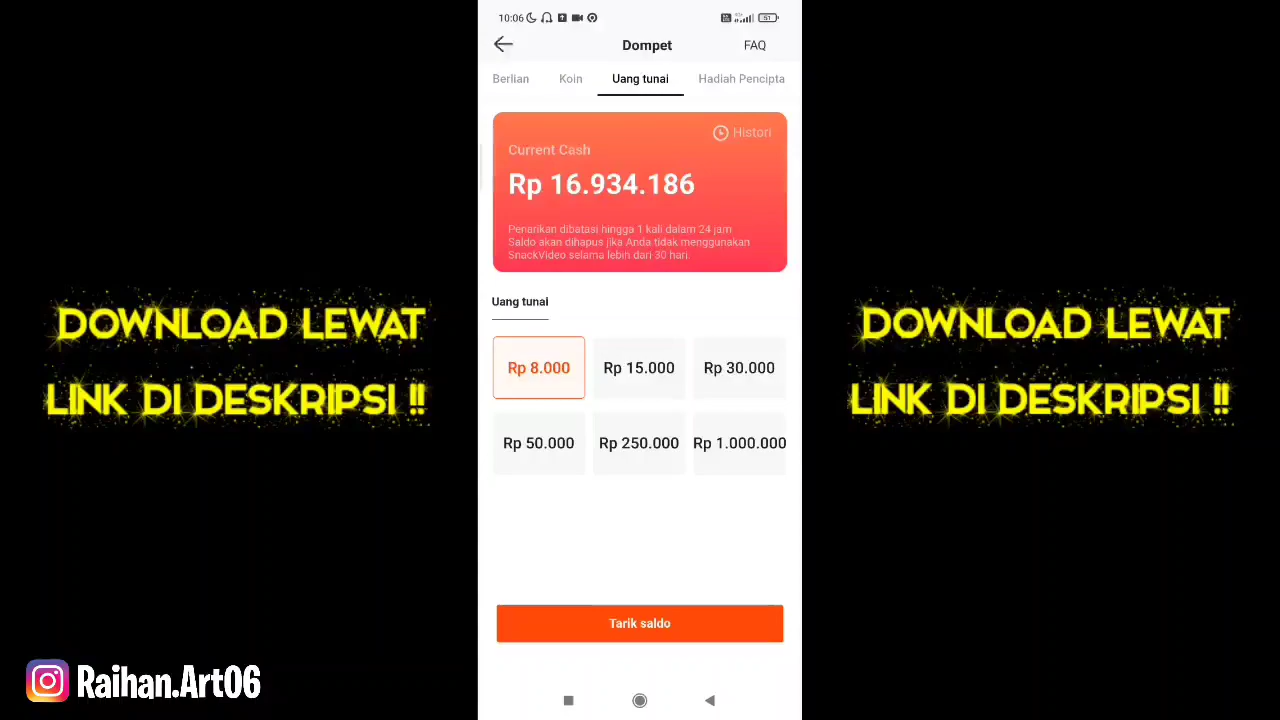 10:06
51
Dompet
FAQ
Berlian
Koin
Uang tunai
Hadiah Pencipta
Histori
Current Cash
Rp 16.934.186
Penarikan dibatasi hingga 1 kali dalam 24 jam
Saldo akan dihapus jika Anda tidak menggunakan
SnackVideo selama lebih dari 30 hari.
Uang tunai
Rp 8.000
Rp 15.000
Rp 30.000
Rp 50.000
Rp 250.000
Rp 1.000.000
Tarik saldo
DOWNLOAD LEWAT
LINK DI DESKRIPSI !!
DOWNLOAD LEWAT
LINK DI DESKRIPSI !!
Raihan.Art06